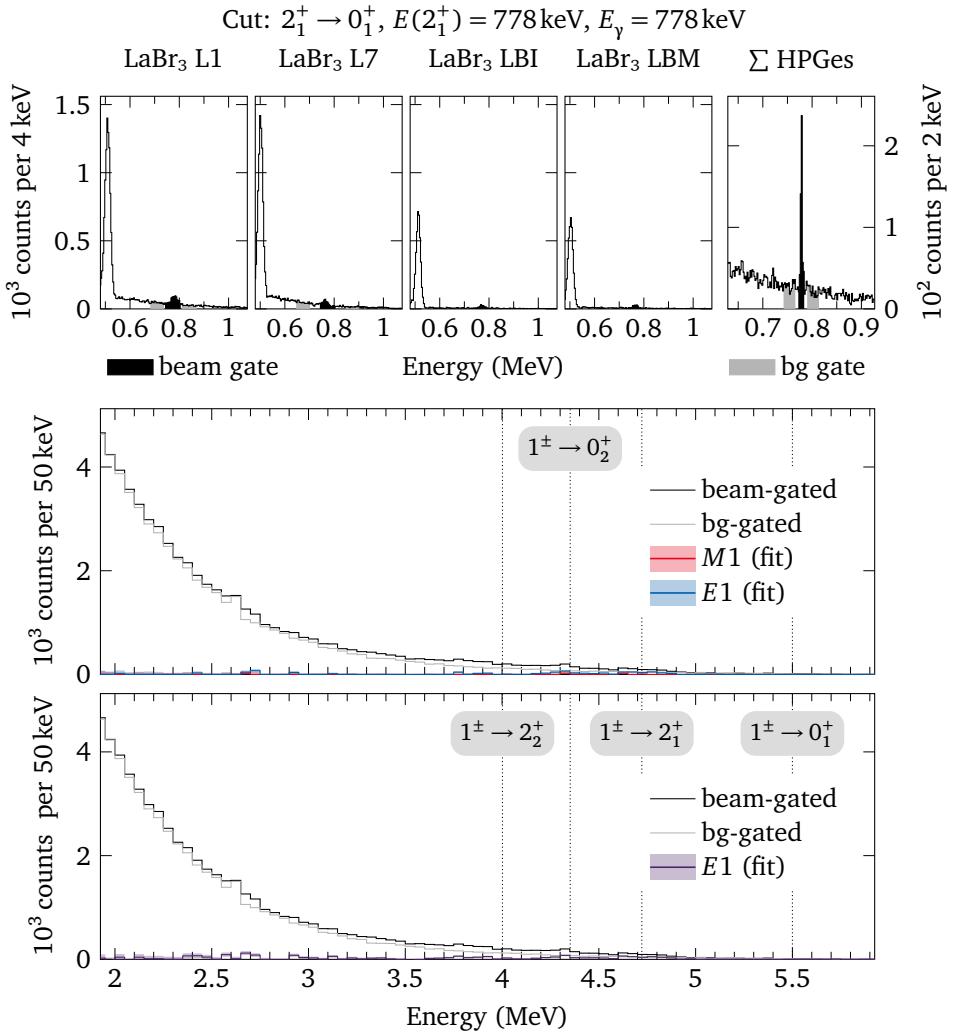 Cut: 2₁⁺ → 0₁⁺, E(2₁⁺) = 778 keV, Eγ = 778 keV
LaBr₃ L1 LaBr₃ L7 LaBr₃ LBI LaBr₃ LBM ∑ HPGes
10³ counts per 4 keV
1.5
1
0.5
0
10² counts per 2 keV
2
1
0
0.6 0.8 1 0.6 0.8 1 0.6 0.8 1 0.6 0.8 1 0.7 0.8 0.9
beam gate Energy (MeV) bg gate
10³ counts per 50 keV
4
2
0
1± → 0₂⁺
beam-gated
bg-gated
M1 (fit)
E1 (fit)
10³ counts per 50 keV
4
2
0
1± → 2₂⁺ 1± → 2₁⁺ 1± → 0₁⁺
beam-gated
bg-gated
E1 (fit)
2 2.5 3 3.5 4 4.5 5 5.5
Energy (MeV)